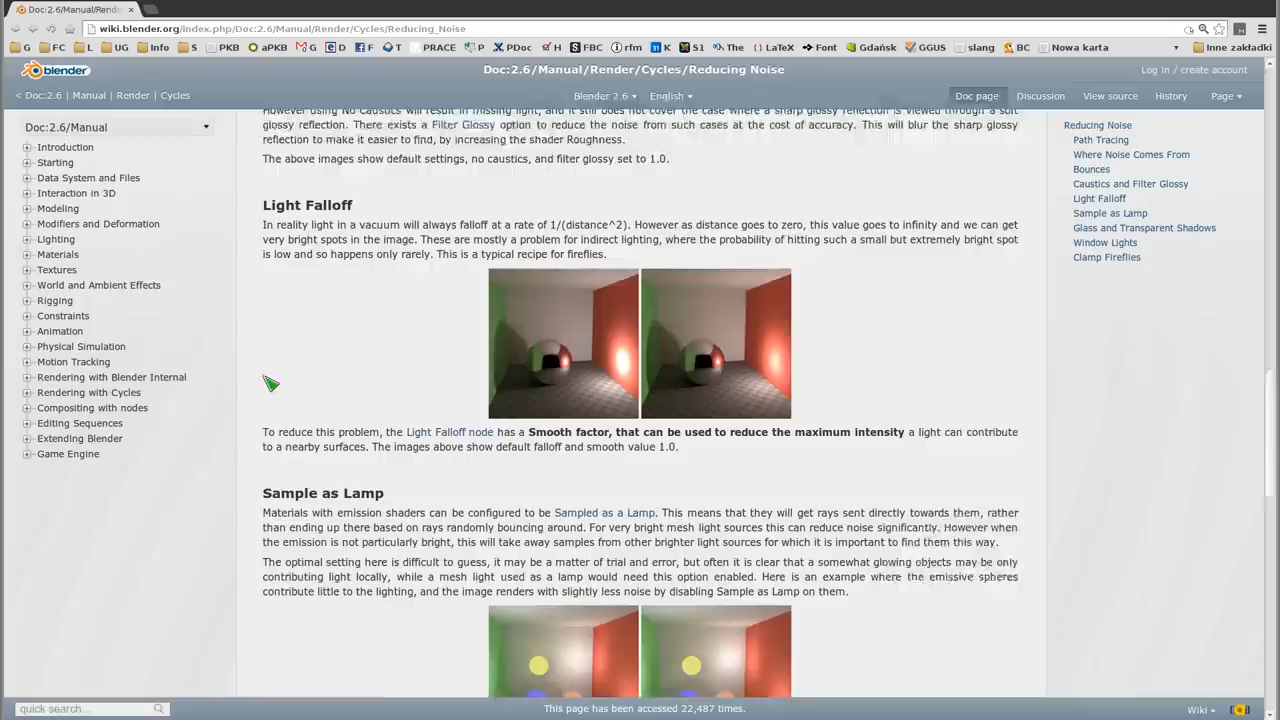 Doc:2.6/Manual/Rend
wiki.blender.org/index.php/Doc:2.6/Manual/Render/Cycles/Reducing_Noise
G FC L UG Info S PKB aPKB G D F T PRACE P PDoc H FBC rfm K S1 The LaTeX Font Gdańsk GGUS slang BC Nowa karta Inne zakładki
blender Doc:2.6/Manual/Render/Cycles/Reducing Noise Log in / create account
< Doc:2.6 | Manual | Render | Cycles Blender 2.6 English Doc page Discussion View source History Page
Doc:2.6/Manual
Introduction
Starting
Data System and Files
Interaction in 3D
Modeling
Modifiers and Deformation
Lighting
Materials
Textures
World and Ambient Effects
Rigging
Constraints
Animation
Physical Simulation
Motion Tracking
Rendering with Blender Internal
Rendering with Cycles
Compositing with nodes
Editing Sequences
Extending Blender
Game Engine
However using No Caustics will result in missing light, and it still does not cover the case where a sharp glossy reflection is viewed through a soft
glossy reflection. There exists a Filter Glossy option to reduce the noise from such cases at the cost of accuracy. This will blur the sharp glossy
reflection to make it easier to find, by increasing the shader Roughness.
The above images show default settings, no caustics, and filter glossy set to 1.0.
Light Falloff
In reality light in a vacuum will always falloff at a rate of 1/(distance^2). However as distance goes to zero, this value goes to infinity and we can get
very bright spots in the image. These are mostly a problem for indirect lighting, where the probability of hitting such a small but extremely bright spot
is low and so happens only rarely. This is a typical recipe for fireflies.
To reduce this problem, the Light Falloff node has a Smooth factor, that can be used to reduce the maximum intensity a light can contribute
to a nearby surfaces. The images above show default falloff and smooth value 1.0.
Sample as Lamp
Materials with emission shaders can be configured to be Sampled as a Lamp. This means that they will get rays sent directly towards them, rather
than ending up there based on rays randomly bouncing around. For very bright mesh light sources this can reduce noise significantly. However when
the emission is not particularly bright, this will take away samples from other brighter light sources for which it is important to find them this way.
The optimal setting here is difficult to guess, it may be a matter of trial and error, but often it is clear that a somewhat glowing objects may be only
contributing light locally, while a mesh light used as a lamp would need this option enabled. Here is an example where the emissive spheres
contribute little to the lighting, and the image renders with slightly less noise by disabling Sample as Lamp on them.
Reducing Noise
Path Tracing
Where Noise Comes From
Bounces
Caustics and Filter Glossy
Light Falloff
Sample as Lamp
Glass and Transparent Shadows
Window Lights
Clamp Fireflies
quick search... This page has been accessed 22,487 times. Wiki